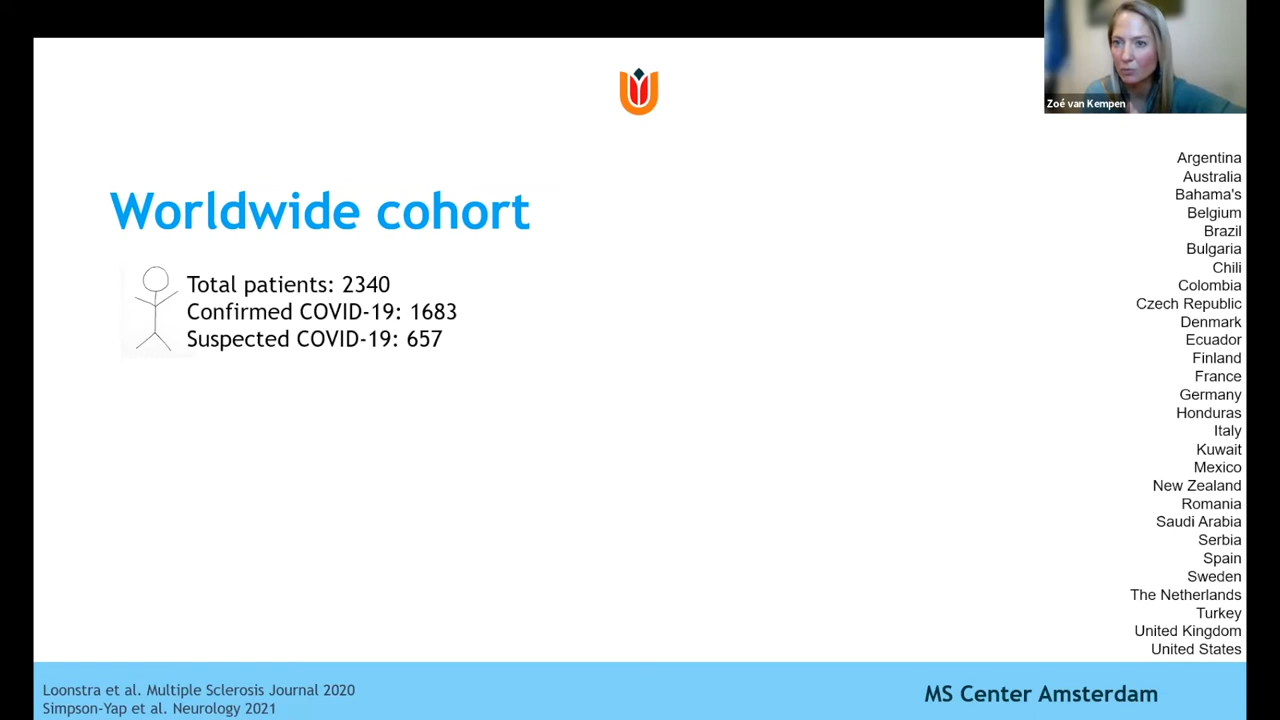 Zoé van Kempen
Worldwide cohort
Total patients: 2340
Confirmed COVID-19: 1683
Suspected COVID-19: 657
Argentina
Australia
Bahama's
Belgium
Brazil
Bulgaria
Chili
Colombia
Czech Republic
Denmark
Ecuador
Finland
France
Germany
Honduras
Italy
Kuwait
Mexico
New Zealand
Romania
Saudi Arabia
Serbia
Spain
Sweden
The Netherlands
Turkey
United Kingdom
United States
Loonstra et al. Multiple Sclerosis Journal 2020
Simpson-Yap et al. Neurology 2021
MS Center Amsterdam